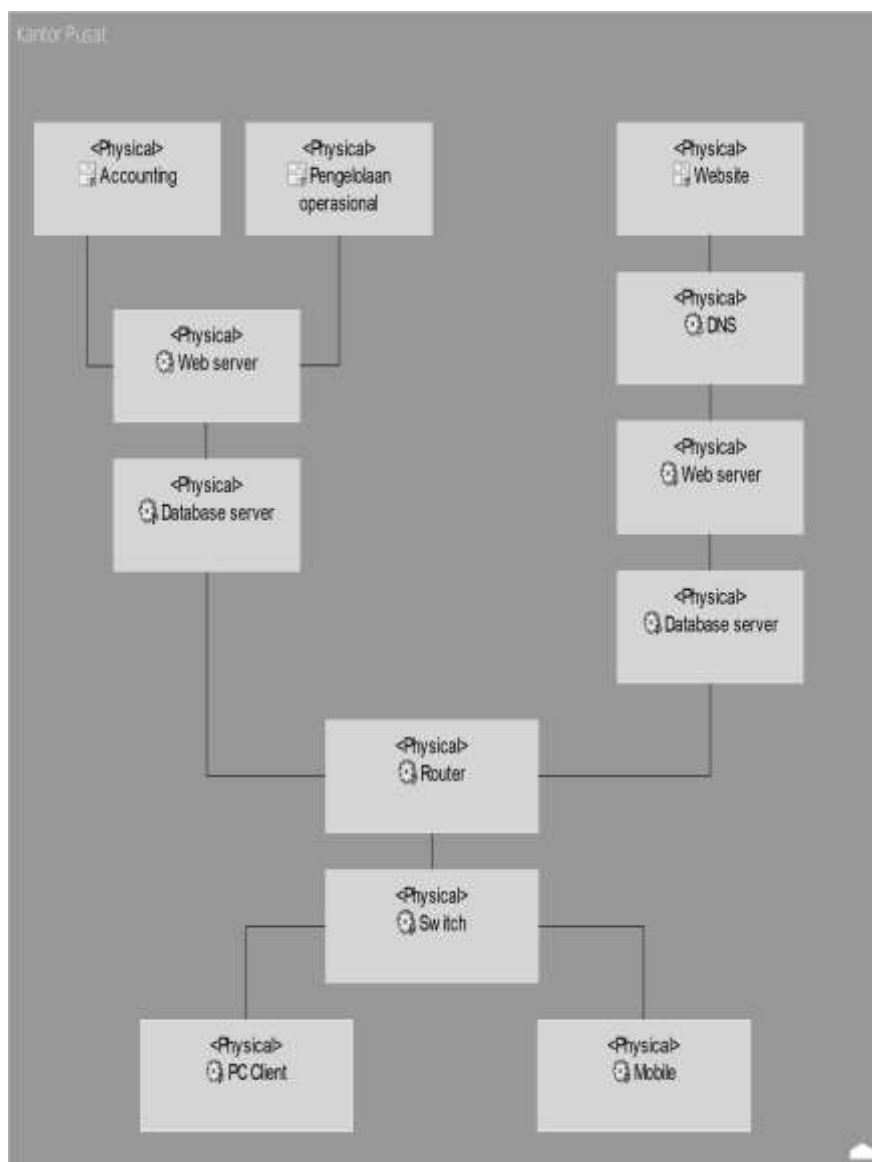 Kantor Pusat
<Physical>
Accounting
<Physical>
Pengelolaan
operasional
<Physical>
Website
<Physical>
Web server
<Physical>
DNS
<Physical>
Database server
<Physical>
Web server
<Physical>
Database server
<Physical>
Router
<Physical>
Switch
<Physical>
PC Client
<Physical>
Mobile